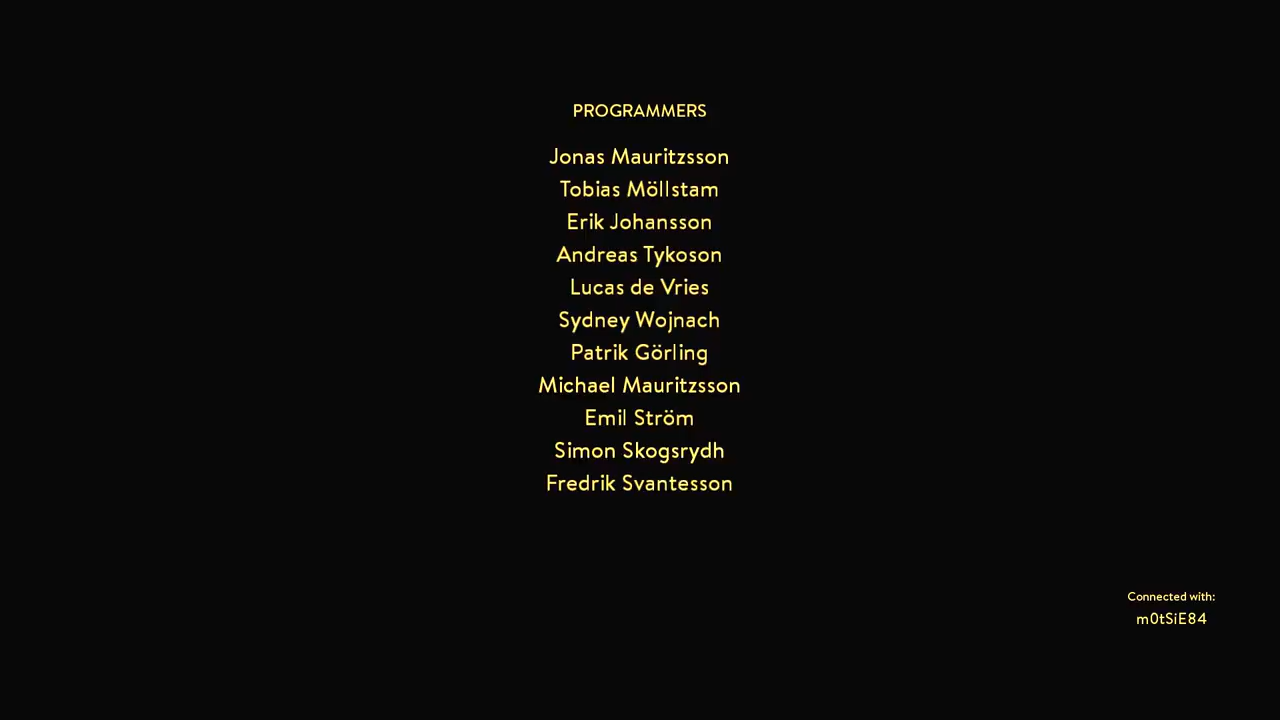 PROGRAMMERS
Jonas Mauritzsson
Tobias Möllstam
Erik Johansson
Andreas Tykoson
Lucas de Vries
Sydney Wojnach
Patrik Görling
Michael Mauritzsson
Emil Ström
Simon Skogsrydh
Fredrik Svantesson
Connected with:
m0tSiE84